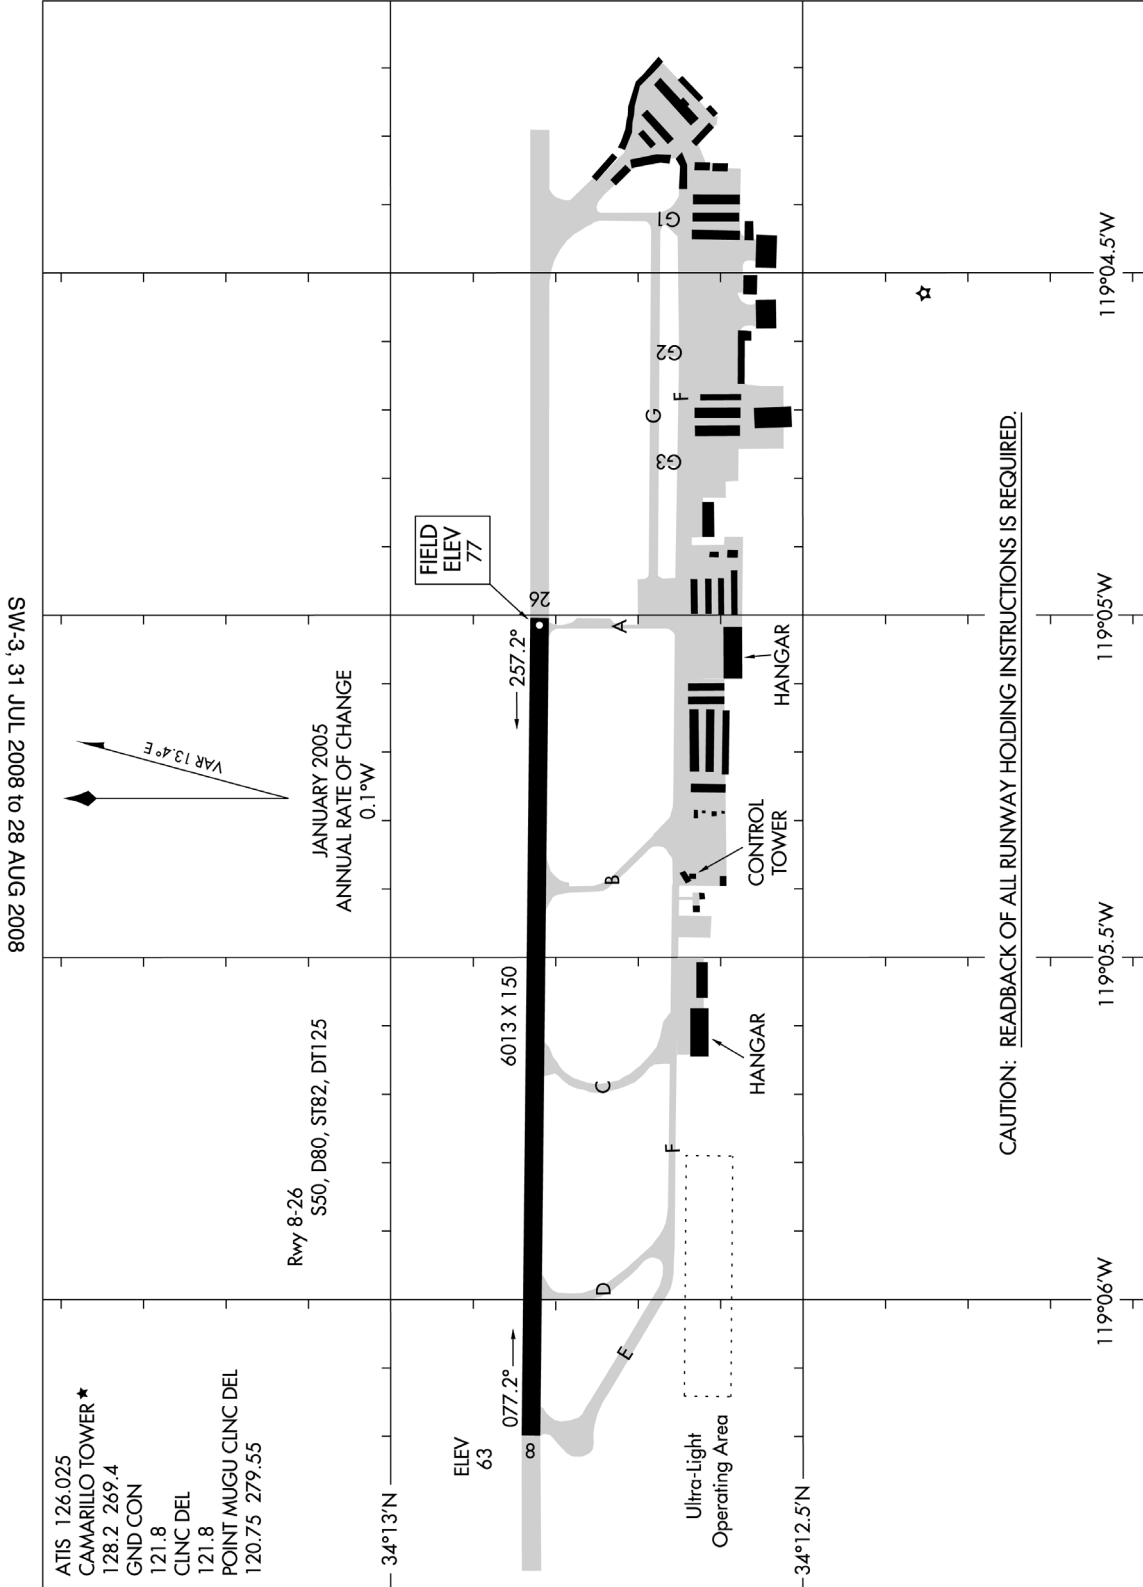 ATIS 126.025
CAMARILLO TOWER★
128.2 269.4
GND CON
121.8
CLNC DEL
121.8
POINT MUGU CLNC DEL
120.75 279.55
VAR 13.4°E
JANUARY 2005
ANNUAL RATE OF CHANGE
0.1°W
Rwy 8-26
S50, D80, ST82, DT125
34°13'N
FIELD
ELEV
77
ELEV
63
8
077.2°
6013 X 150
257.2°
26
A
B
C
D
E
F
F
G
G1
G2
G3
HANGAR
CONTROL
TOWER
HANGAR
Ultra-Light
Operating Area
34°12.5'N
CAUTION: READBACK OF ALL RUNWAY HOLDING INSTRUCTIONS IS REQUIRED.
119°06'W
119°05.5'W
119°05'W
119°04.5'W
SW-3, 31 JUL 2008 to 28 AUG 2008